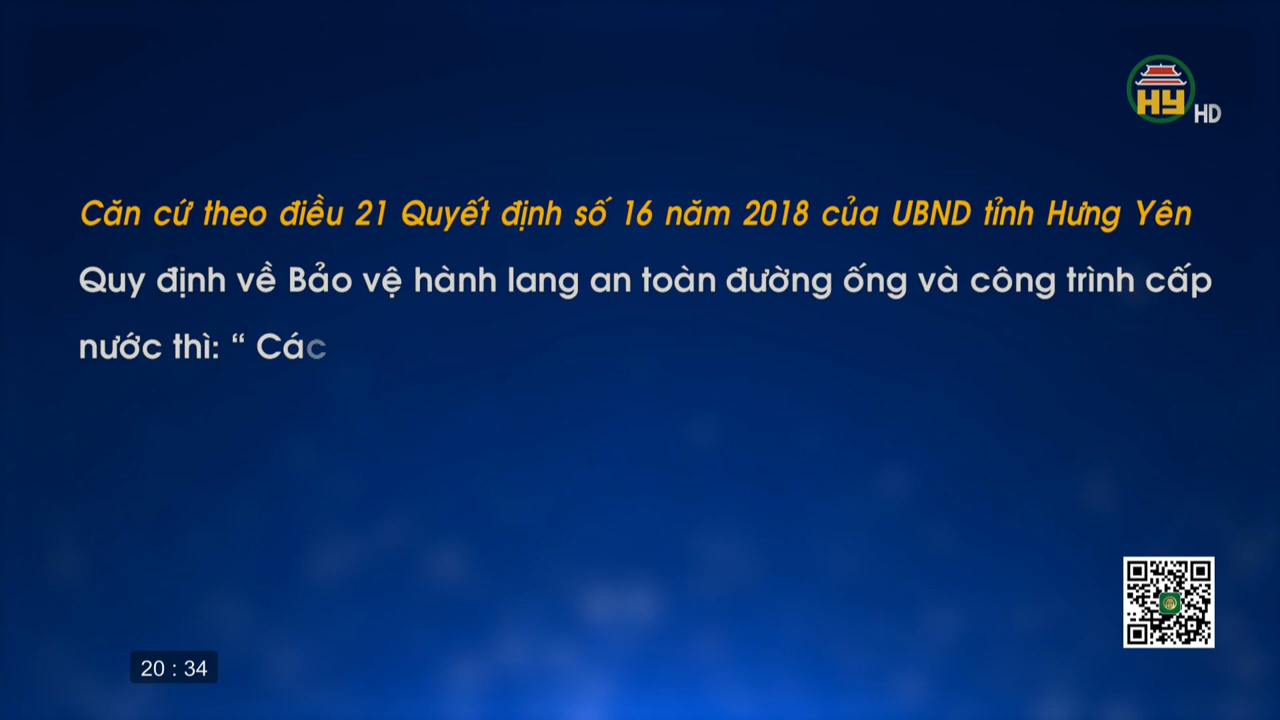 HY HD
Căn cứ theo điều 21 Quyết định số 16 năm 2018 của UBND tỉnh Hưng Yên
Quy định về Bảo vệ hành lang an toàn đường ống và công trình cấp
nước thì: “ Các
20 : 34